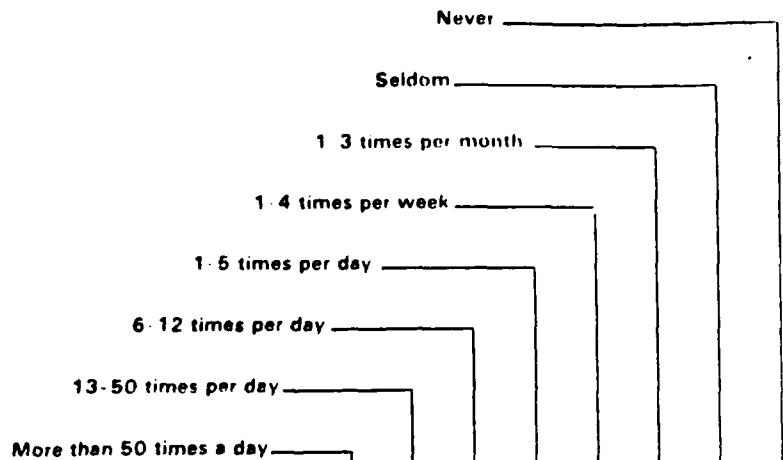 Never
Seldom
1-3 times per month
1-4 times per week
1-5 times per day
6-12 times per day
13-50 times per day
More than 50 times a day